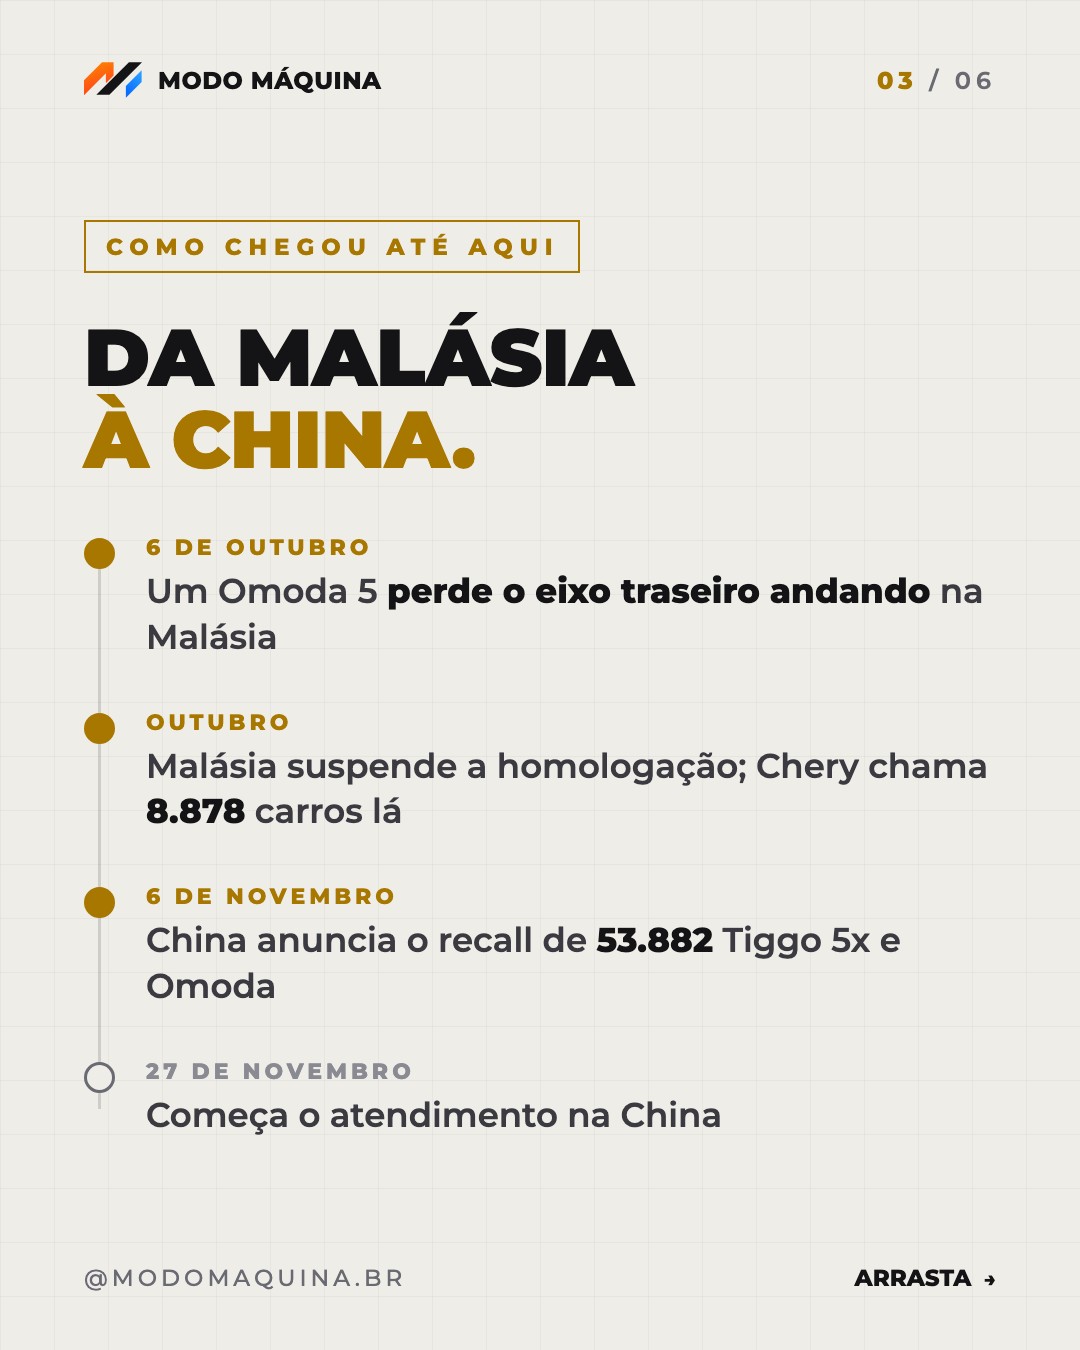 MODO MÁQUINA
03 / 06
COMO CHEGOU ATÉ AQUI
DA MALÁSIA
À CHINA.
6 DE OUTUBRO
Um Omoda 5 perde o eixo traseiro andando na
Malásia
OUTUBRO
Malásia suspende a homologação; Chery chama
8.878 carros lá
6 DE NOVEMBRO
China anuncia o recall de 53.882 Tiggo 5x e
Omoda
27 DE NOVEMBRO
Começa o atendimento na China
@MODOMAQUINA.BR
ARRASTA →